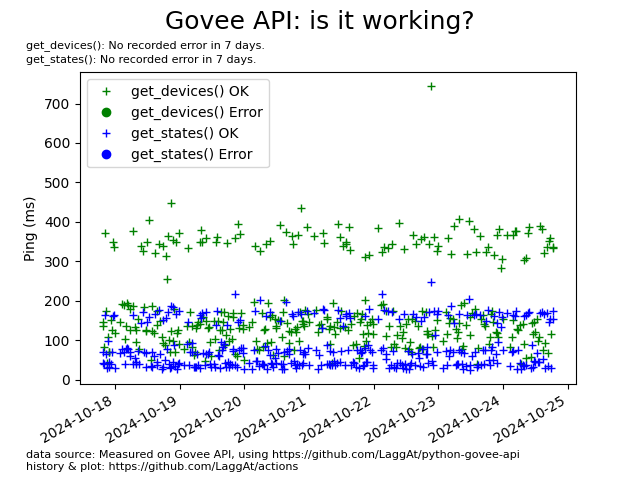 Govee API: is it working?
get_devices(): No recorded error in 7 days.
get_states(): No recorded error in 7 days.
get_devices() OK
get_devices() Error
get_states() OK
get_states() Error
Ping (ms)
700
600
500
400
300
200
100
0
2024-10-18
2024-10-19
2024-10-20
2024-10-21
2024-10-22
2024-10-23
2024-10-24
2024-10-25
data source: Measured on Govee API, using https://github.com/LaggAt/python-govee-api
history & plot: https://github.com/LaggAt/actions